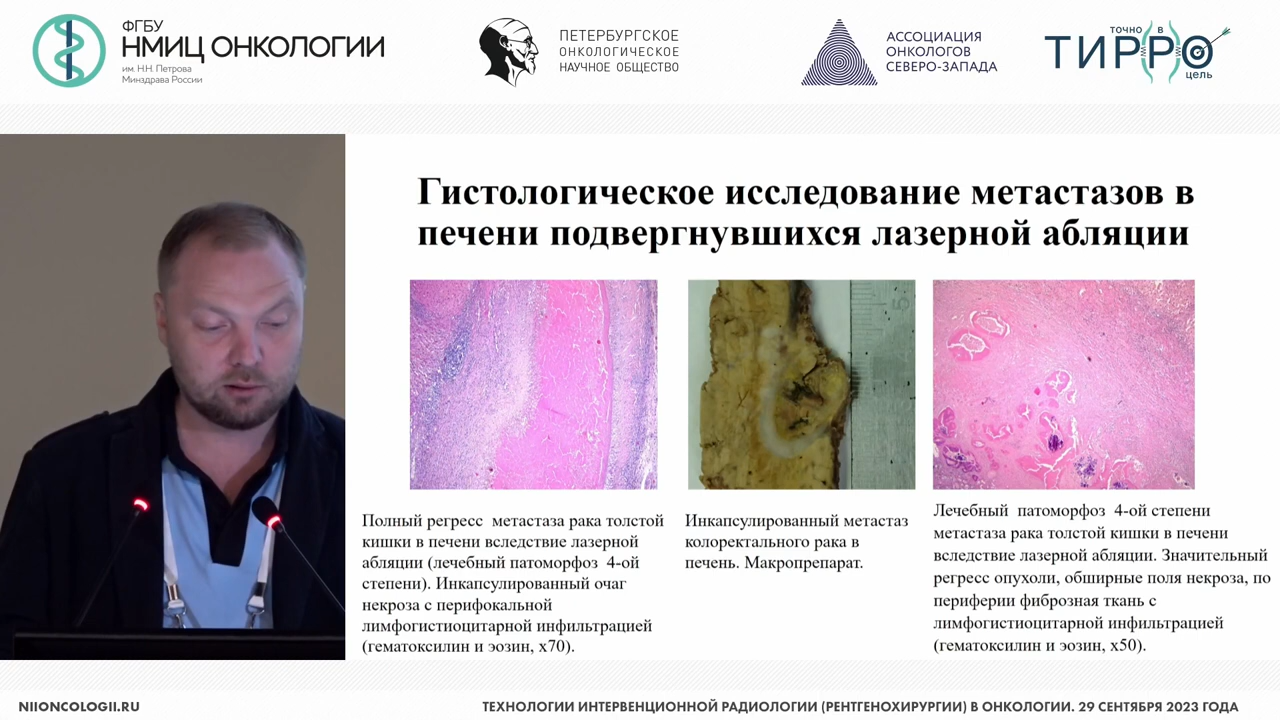 ФГБУ
НМИЦ ОНКОЛОГИИ
им. Н.Н. Петрова
Минздрава России
ПЕТЕРБУРГСКОЕ
ОНКОЛОГИЧЕСКОЕ
НАУЧНОЕ ОБЩЕСТВО
АССОЦИАЦИЯ
ОНКОЛОГОВ
СЕВЕРО-ЗАПАДА
ТОЧНО В
ТИРРО
цель
Гистологическое исследование метастазов в
печени подвергнувшихся лазерной абляции
Полный регресс метастаза рака толстой
кишки в печени вследствие лазерной
абляции (лечебный патоморфоз 4-ой
степени). Инкапсулированный очаг
некроза с перифокальной
лимфогистиоцитарной инфильтрацией
(гематоксилин и эозин, x70).
Инкапсулированный метастаз
колоректального рака в
печень. Макропрепарат.
Лечебный патоморфоз 4-ой степени
метастаза рака толстой кишки в печени
вследствие лазерной абляции. Значительный
регресс опухоли, обширные поля некроза, по
периферии фиброзная ткань с
лимфогистиоцитарной инфильтрацией
(гематоксилин и эозин, x50).
NIIONCOLOGII.RU
ТЕХНОЛОГИИ ИНТЕРВЕНЦИОННОЙ РАДИОЛОГИИ (РЕНТГЕНОХИРУРГИИ) В ОНКОЛОГИИ. 29 СЕНТЯБРЯ 2023 ГОДА